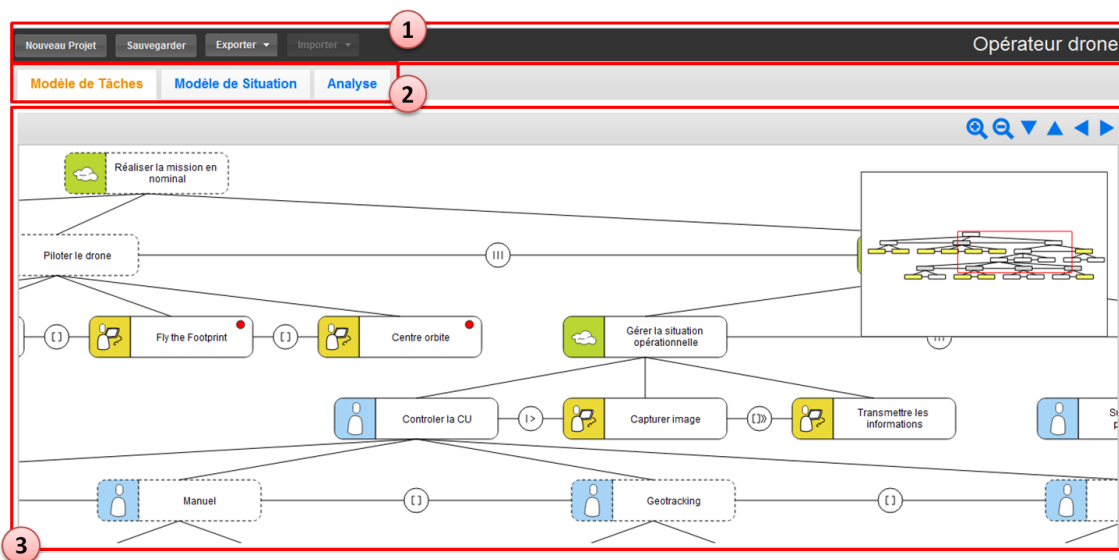 1
Nouveau Projet Sauvegarder Exporter Importer Opérateur drone
Modèle de Tâches Modèle de Situation Analyse
2
Réaliser la mission en
nominal
Piloter le drone
III
[ ]
Fly the Footprint
[ ]
Centre orbite
Gérer la situation
opérationnelle
III
Controler la CU
|>
Capturer image
[ ]»
Transmettre les
informations
Manuel
[ ]
Geotracking
[ ]
3